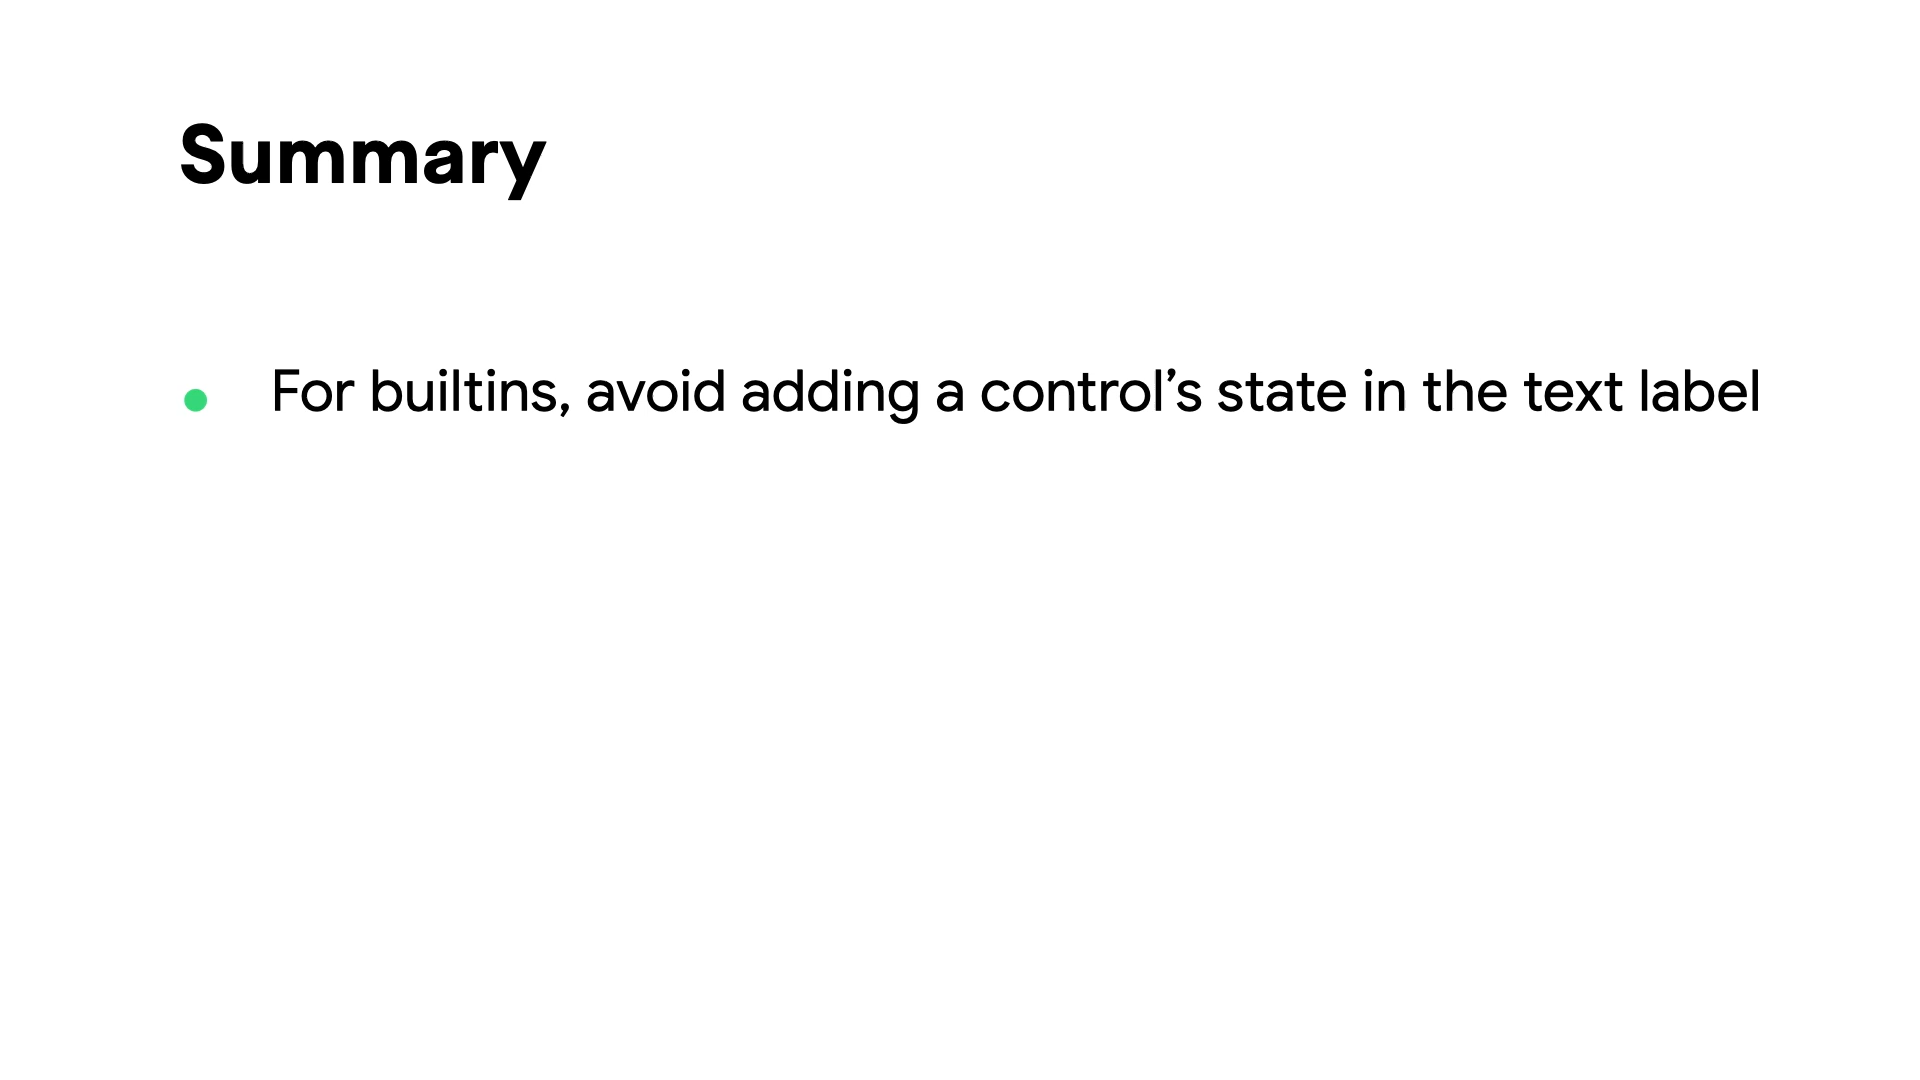 Summary
For builtins, avoid adding a control’s state in the text label